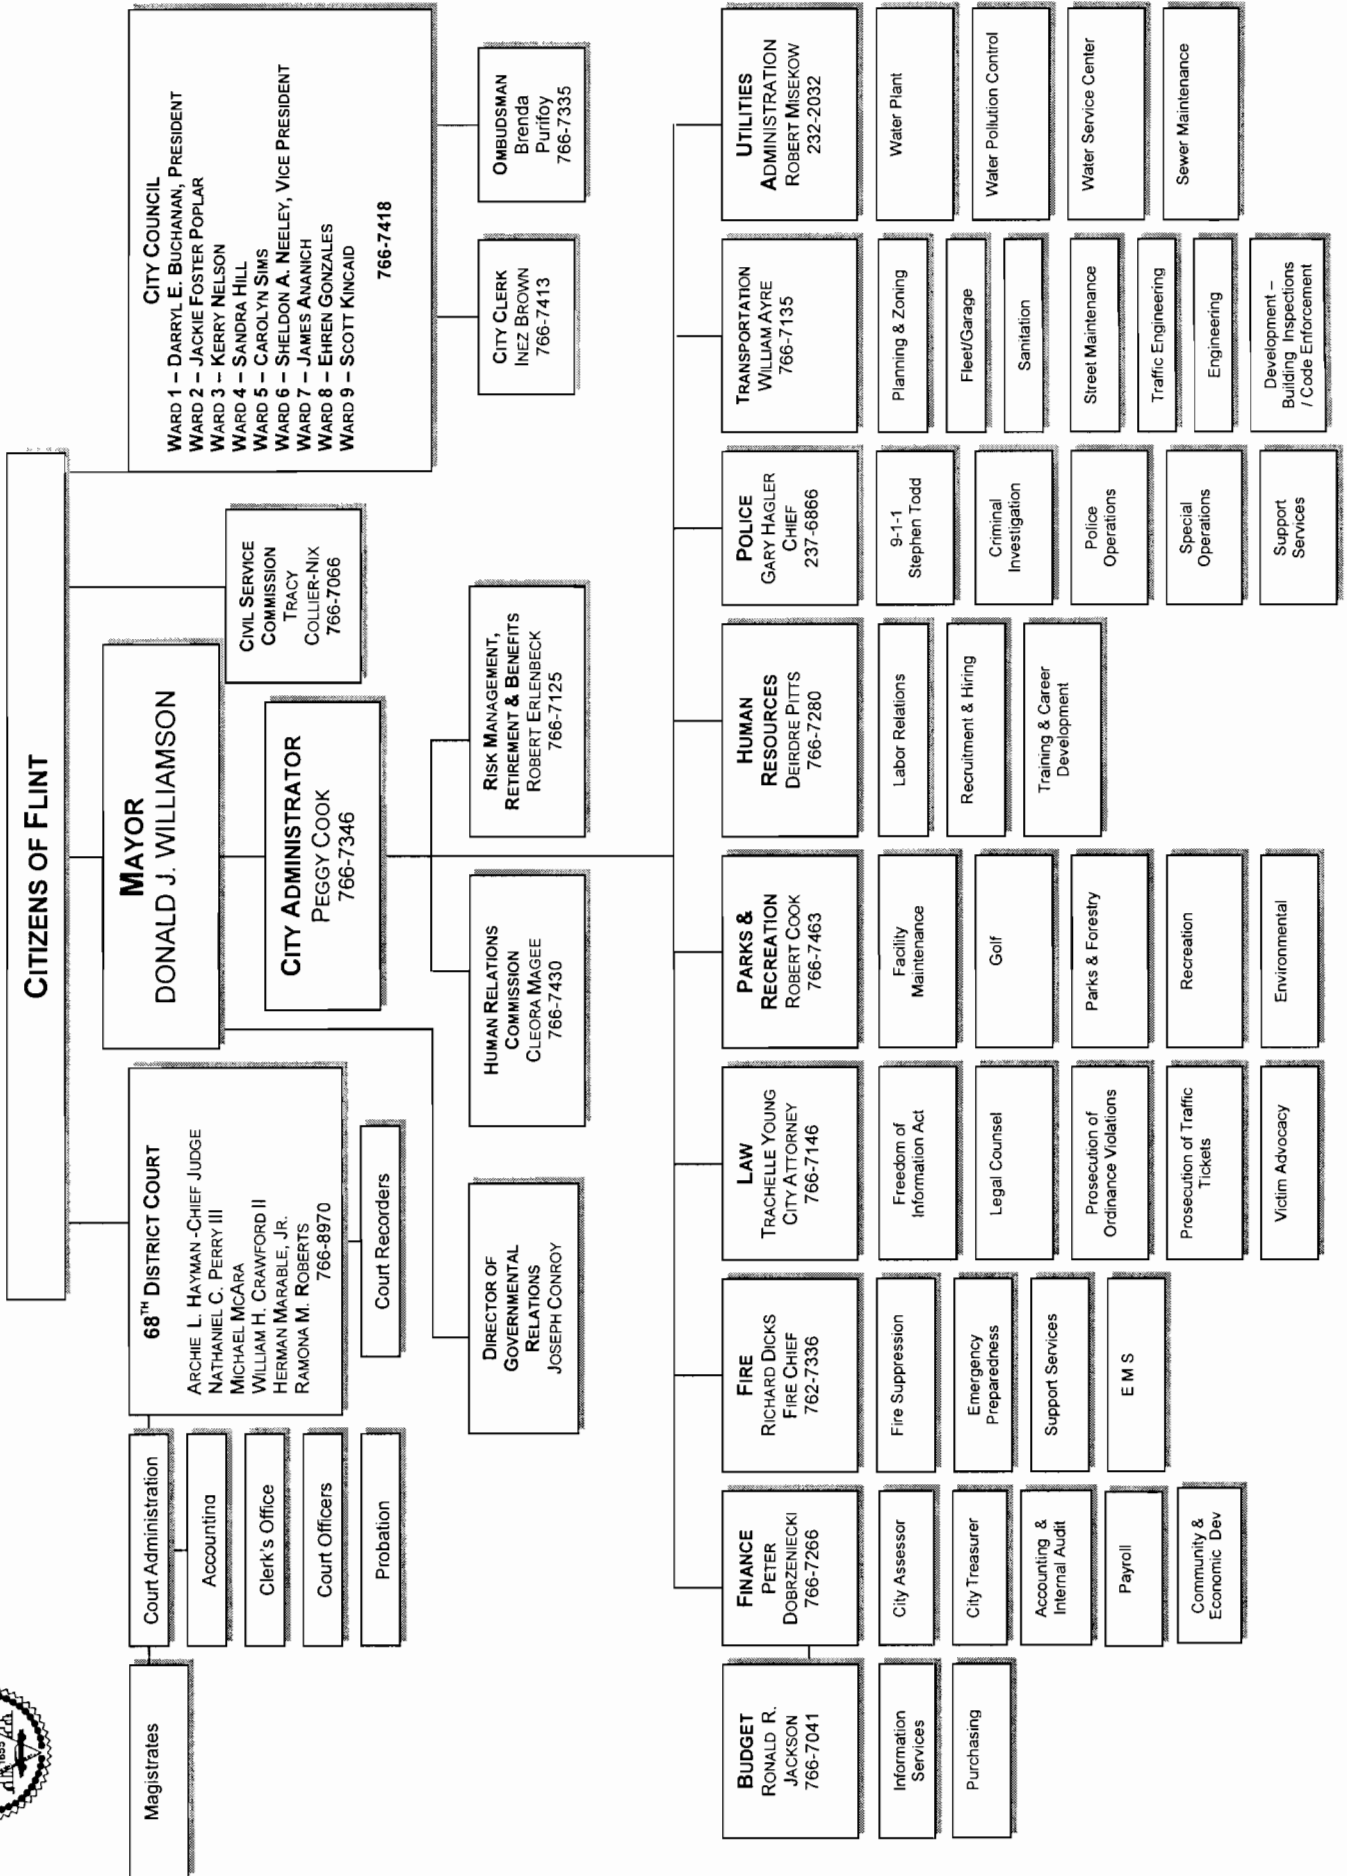 CITIZENS OF FLINT
MAYOR
DONALD J. WILLIAMSON
CITY ADMINISTRATOR
PEGGY COOK
766-7346
68TH DISTRICT COURT
ARCHIE L. HAYMAN-CHIEF JUDGE
NATHANIEL C. PERRY III
MICHAEL MCARA
WILLIAM H. CRAWFORD II
HERMAN MARABLE, JR.
RAMONA M. ROBERTS
766-8970
Magistrates
Court Administration
Accounting
Clerk's Office
Court Officers
Probation
Court Recorders
CIVIL SERVICE
COMMISSION
TRACY
COLLIER-NIX
766-7066
CITY COUNCIL
WARD 1 – DARRYL E. BUCHANAN, PRESIDENT
WARD 2 – JACKIE FOSTER POPLAR
WARD 3 – KERRY NELSON
WARD 4 – SANDRA HILL
WARD 5 – CAROLYN SIMS
WARD 6 – SHELDON A. NEELEY, VICE PRESIDENT
WARD 7 – JAMES ANANICH
WARD 8 – EHREN GONZALES
WARD 9 – SCOTT KINCAID
766-7418
CITY CLERK
INEZ BROWN
766-7413
OMBUDSMAN
Brenda
Purifoy
766-7335
DIRECTOR OF
GOVERNMENTAL
RELATIONS
JOSEPH CONROY
HUMAN RELATIONS
COMMISSION
CLEORA MAGEE
766-7430
RISK MANAGEMENT,
RETIREMENT & BENEFITS
ROBERT ERLENBECK
766-7125
BUDGET
RONALD R.
JACKSON
766-7041
Information
Services
Purchasing
FINANCE
PETER
DOBRZENIECKI
766-7266
City Assessor
City Treasurer
Accounting &
Internal Audit
Payroll
Community &
Economic Dev
FIRE
RICHARD DICKS
FIRE CHIEF
762-7336
Fire Suppression
Emergency
Preparedness
Support Services
E M S
LAW
TRACHELLE YOUNG
CITY ATTORNEY
766-7146
Freedom of
Information Act
Legal Counsel
Prosecution of
Ordinance Violations
Prosecution of Traffic
Tickets
Victim Advocacy
PARKS &
RECREATION
ROBERT COOK
766-7463
Facility
Maintenance
Golf
Parks & Forestry
Recreation
Environmental
HUMAN
RESOURCES
DEIRDRE PITTS
766-7280
Labor Relations
Recruitment & Hiring
Training & Career
Development
POLICE
GARY HAGLER
CHIEF
237-6866
9-1-1
Stephen Todd
Criminal
Investigation
Police
Operations
Special
Operations
Support
Services
TRANSPORTATION
WILLIAM AYRE
766-7135
Planning & Zoning
Fleet/Garage
Sanitation
Street Maintenance
Traffic Engineering
Engineering
Development –
Building Inspections
/ Code Enforcement
UTILITIES
ADMINISTRATION
ROBERT MISEKOW
232-2032
Water Plant
Water Pollution Control
Water Service Center
Sewer Maintenance